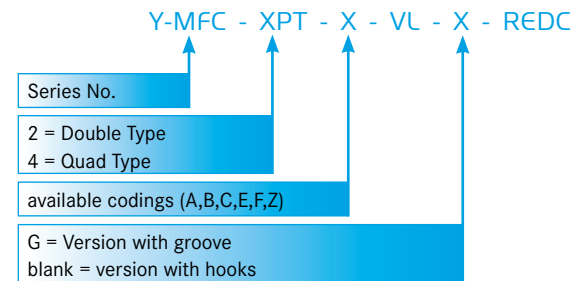 Y-MFC - XPT - X - VL - X - REDC
Series No.
2 = Double Type
4 = Quad Type
available codings (A,B,C,E,F,Z)
G = Version with groove
blank = version with hooks